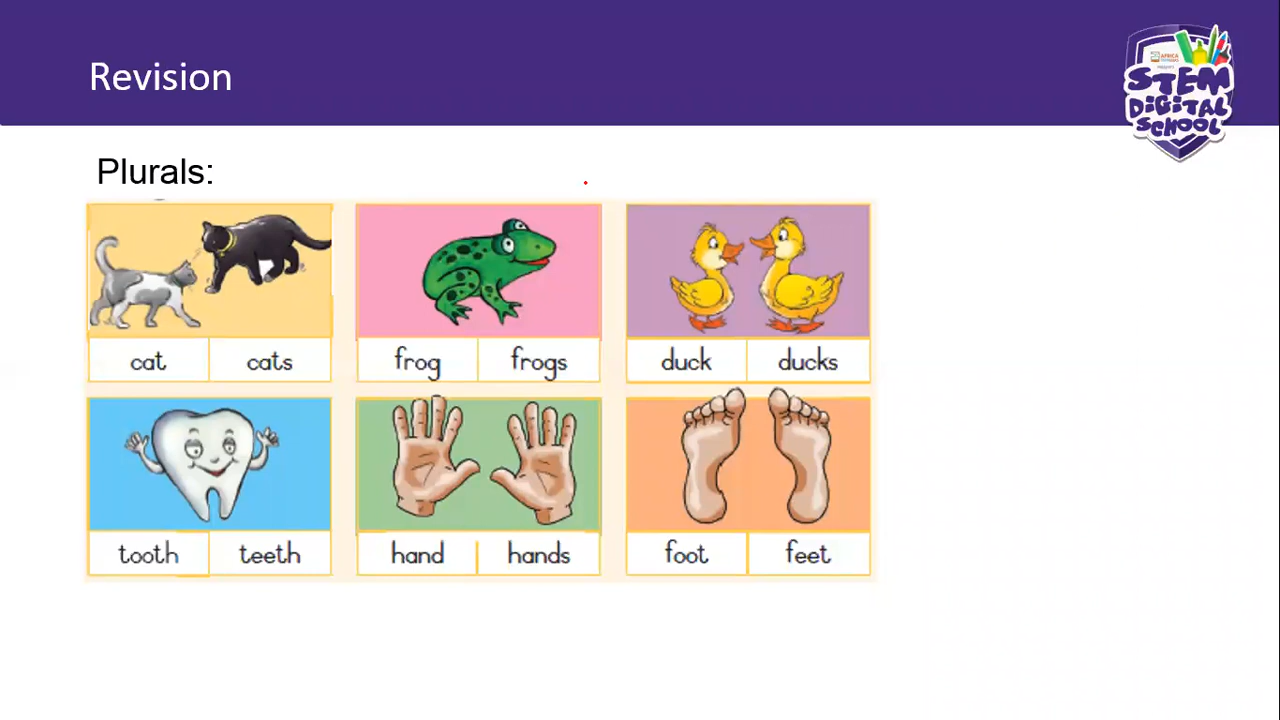 Revision
STEM
DIGITAL
SCHOOL
Plurals:
cat cats frog frogs duck ducks
tooth teeth hand hands foot feet